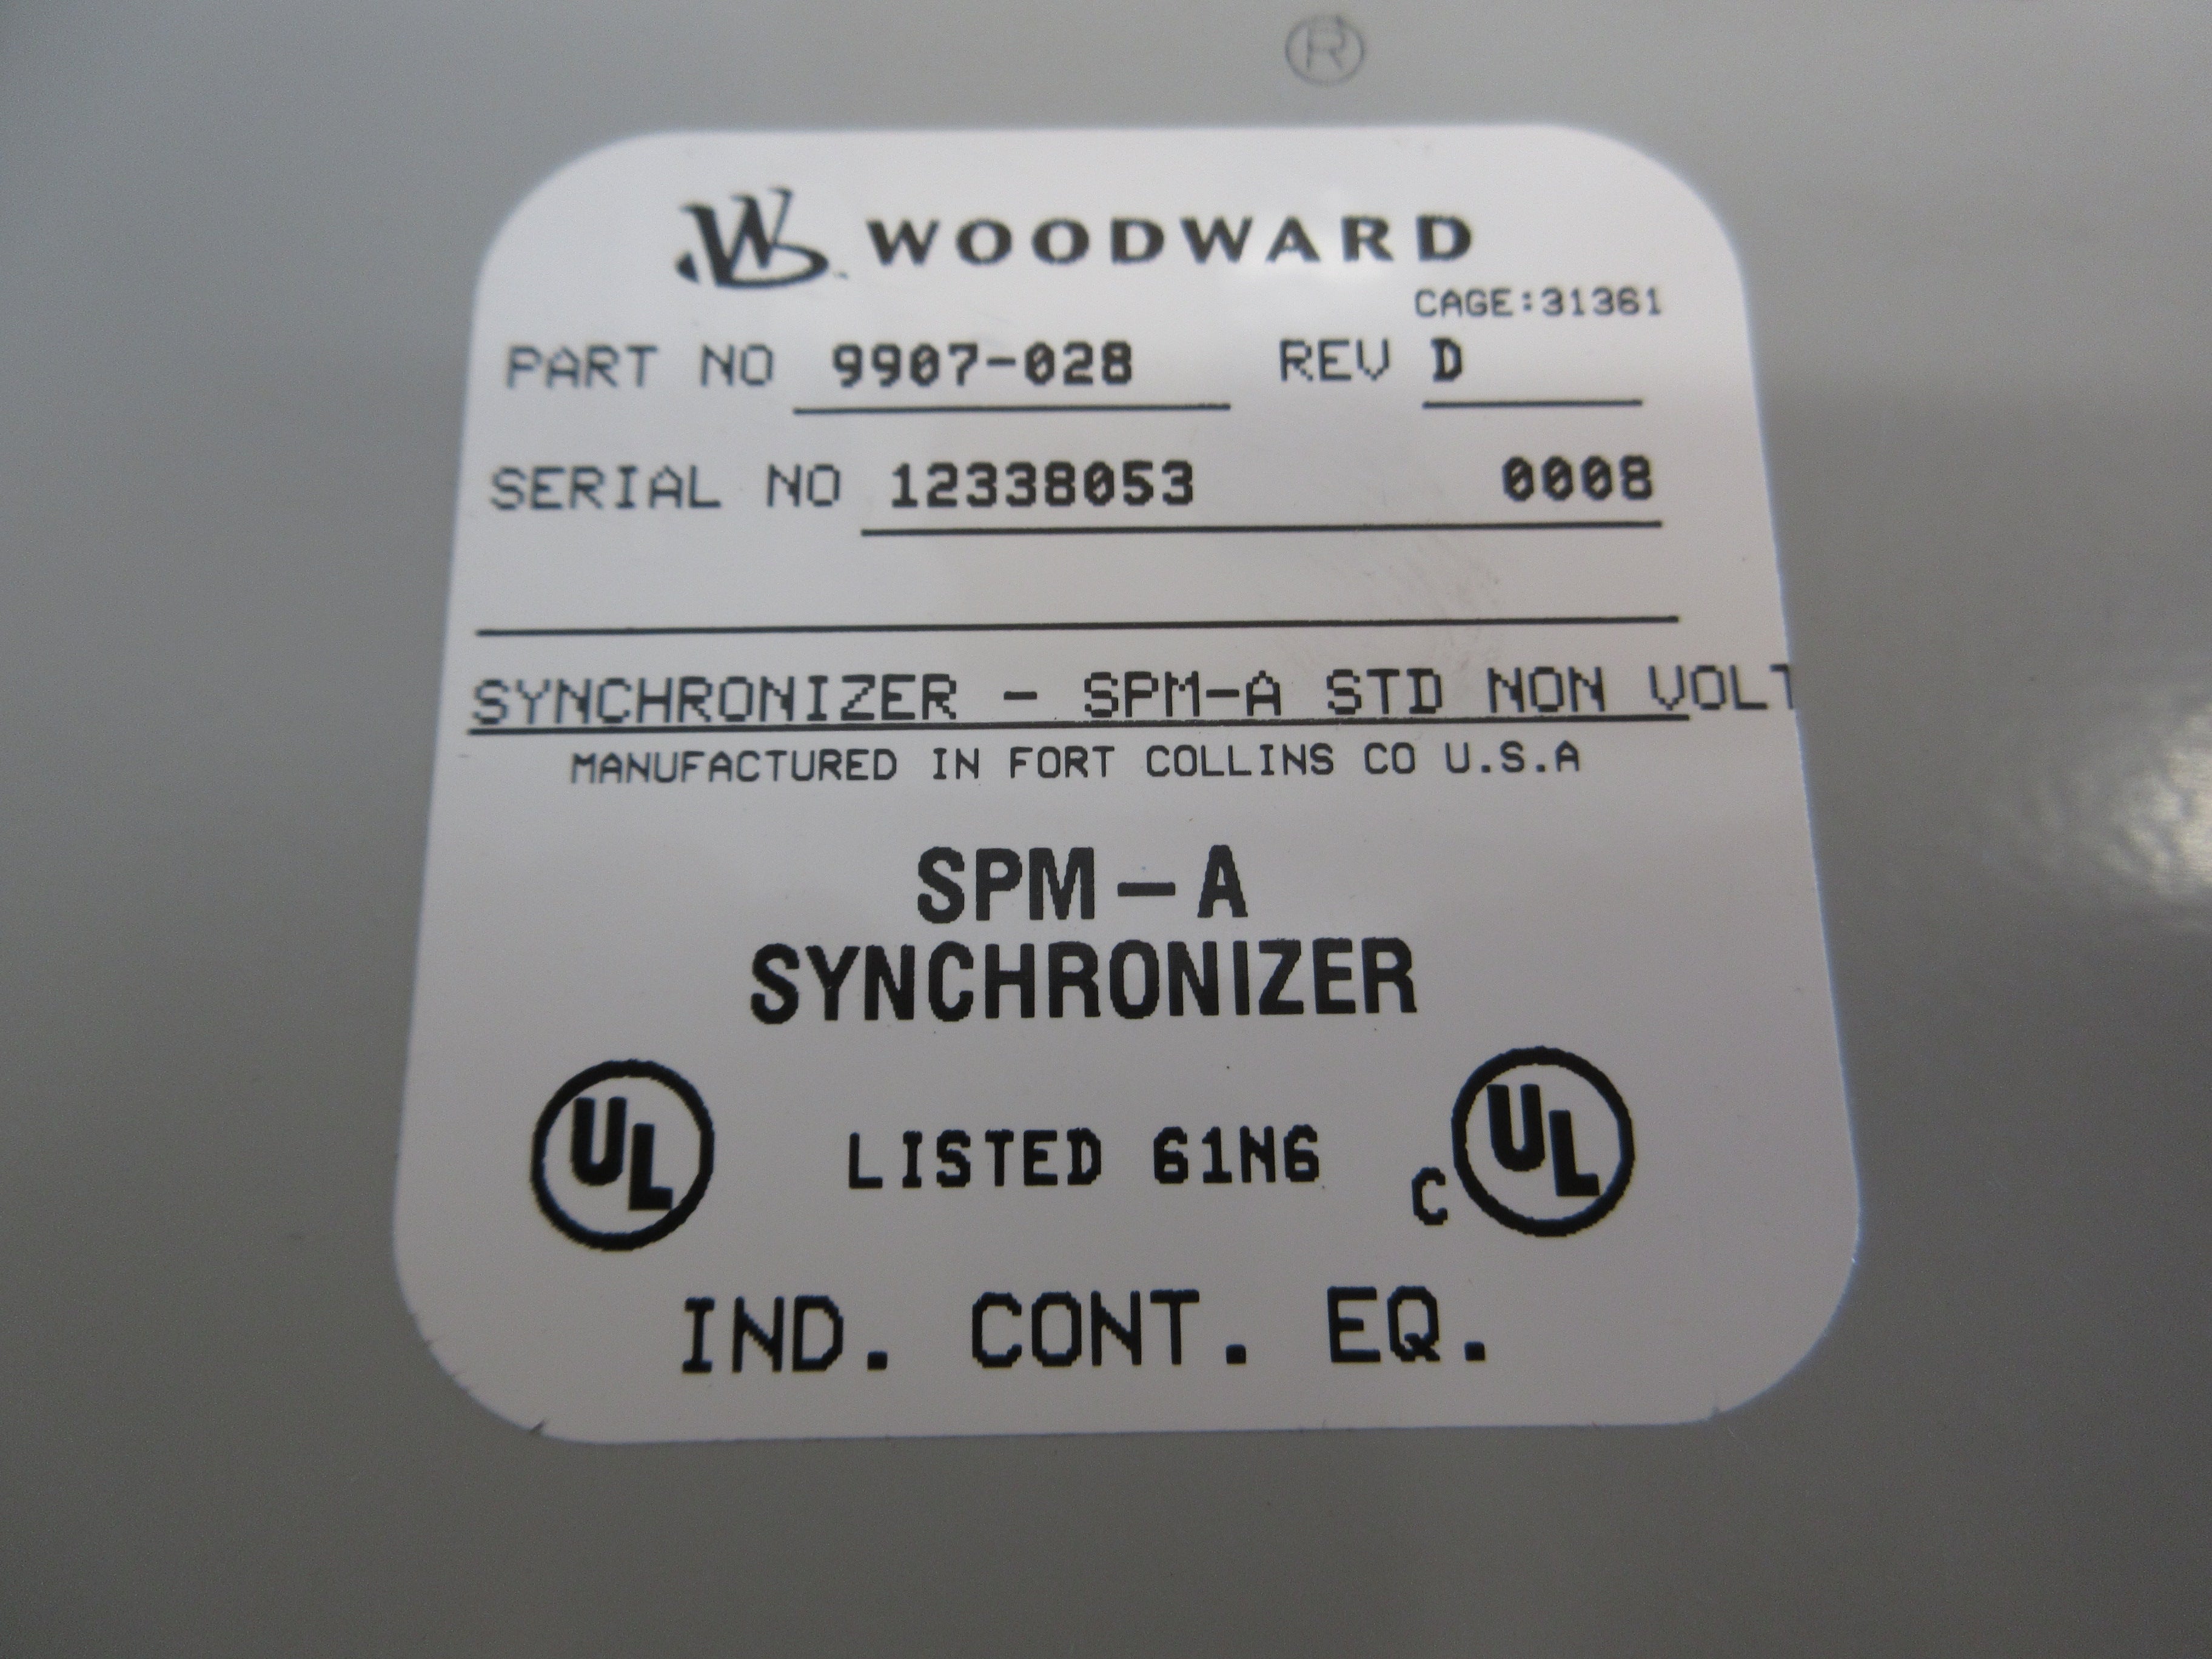 ®
WOODWARD
CAGE:31361
PART NO 9907-028 REV D
SERIAL NO 12338053 0008
SYNCHRONIZER - SPM-A STD NON VOLT
MANUFACTURED IN FORT COLLINS CO U.S.A
SPM-A
SYNCHRONIZER
UL LISTED 61N6 C UL
IND. CONT. EQ.